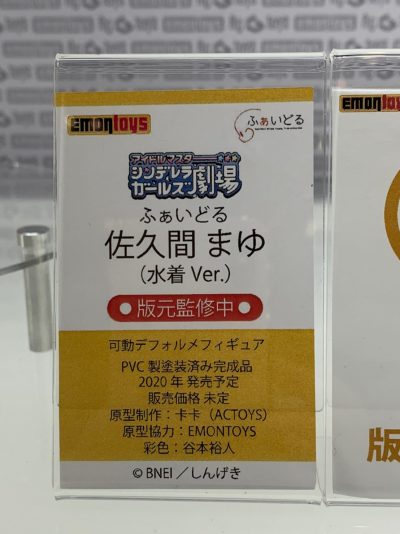 EMONtoys
ふぁいどる
アイドルマスター
シンデレラ
ガールズ劇場
ふぁいどる
佐久間 まゆ
（水着 Ver.）
●版元監修中●
可動デフォルメフィギュア
PVC 製塗装済み完成品
2020 年 発売予定
販売価格 未定
原型制作：卡卡（ACTOYS）
原型協力：EMONTOYS
彩色：谷本裕人
© BNEI／しんげき
EMONtoys
版